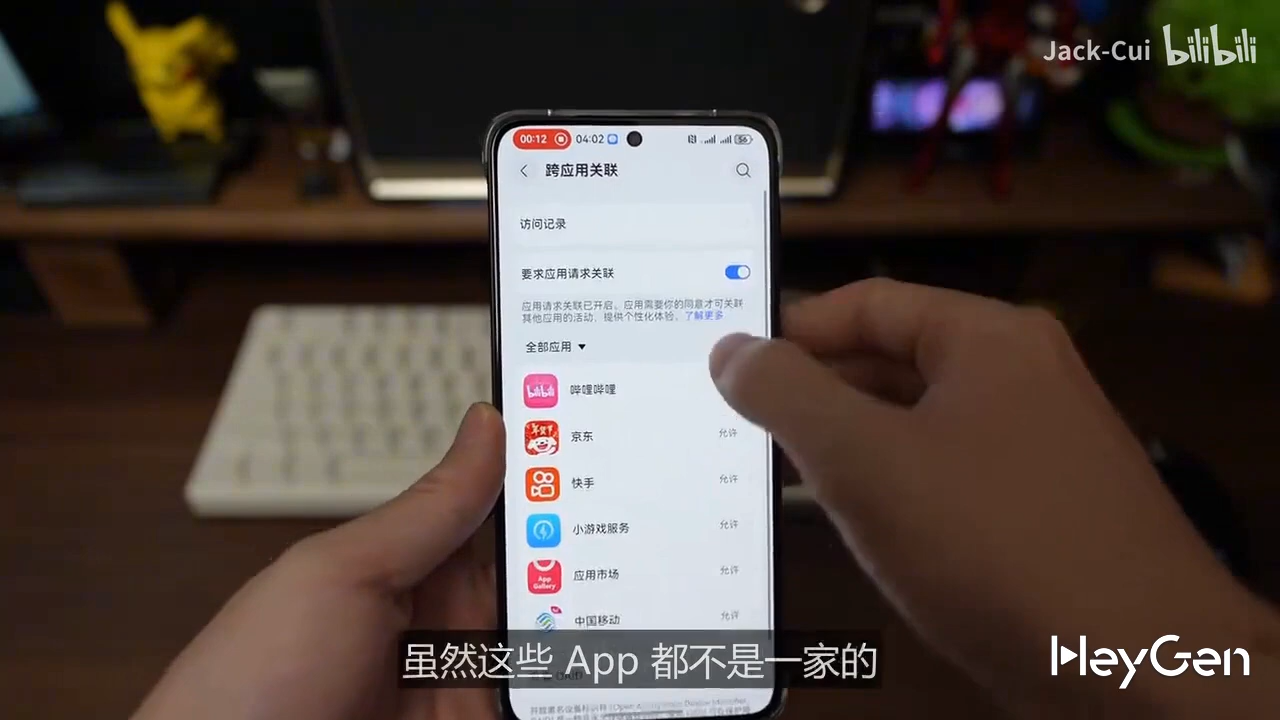 Jack-Cui bilibili
00:12 04:02 56
跨应用关联
访问记录
要求应用请求关联
应用请求关联已开启，应用需要你的同意才可关联
其他应用的活动，提供个性化体验。了解更多
全部应用
bilibili 哔哩哔哩
年货节 京东 允许
快手 允许
小游戏服务 允许
App Gallery 应用市场 允许
中国移动 允许
虽然这些 App 都不是一家的
HeyGen